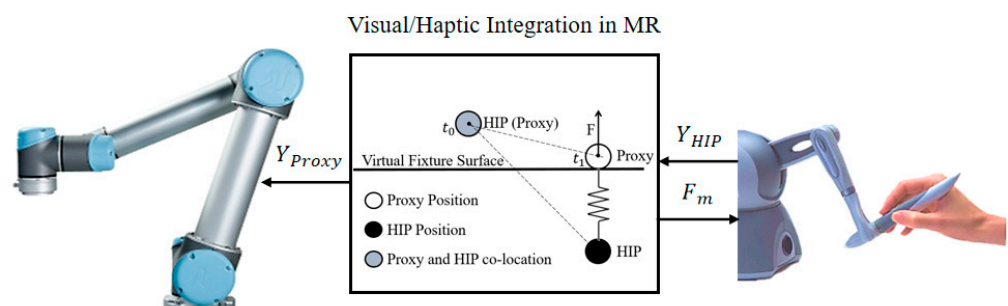 Visual/Haptic Integration in MR
t₀
HIP (Proxy)
F
t₁
Proxy
Virtual Fixture Surface
Proxy Position
HIP Position
Proxy and HIP co-location
HIP
Y_Proxy
Y_HIP
F_m